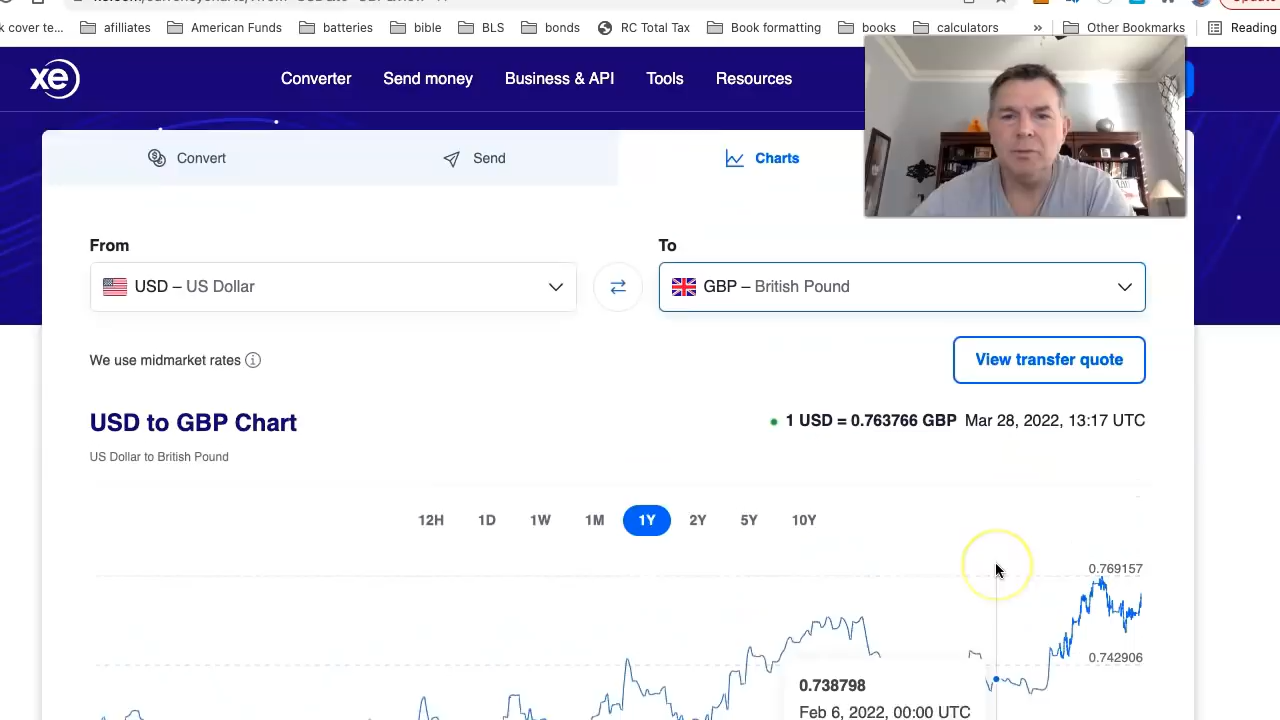 k cover te... afiliates American Funds batteries bible BLS bonds RC Total Tax Book formatting books calculators » Other Bookmarks Reading
xe Converter Send money Business & API Tools Resources
Convert Send Charts
From To
USD – US Dollar GBP – British Pound
We use midmarket rates View transfer quote
USD to GBP Chart 1 USD = 0.763766 GBP Mar 28, 2022, 13:17 UTC
US Dollar to British Pound
12H 1D 1W 1M 1Y 2Y 5Y 10Y
0.769157
0.742906
0.738798
Feb 6, 2022, 00:00 UTC